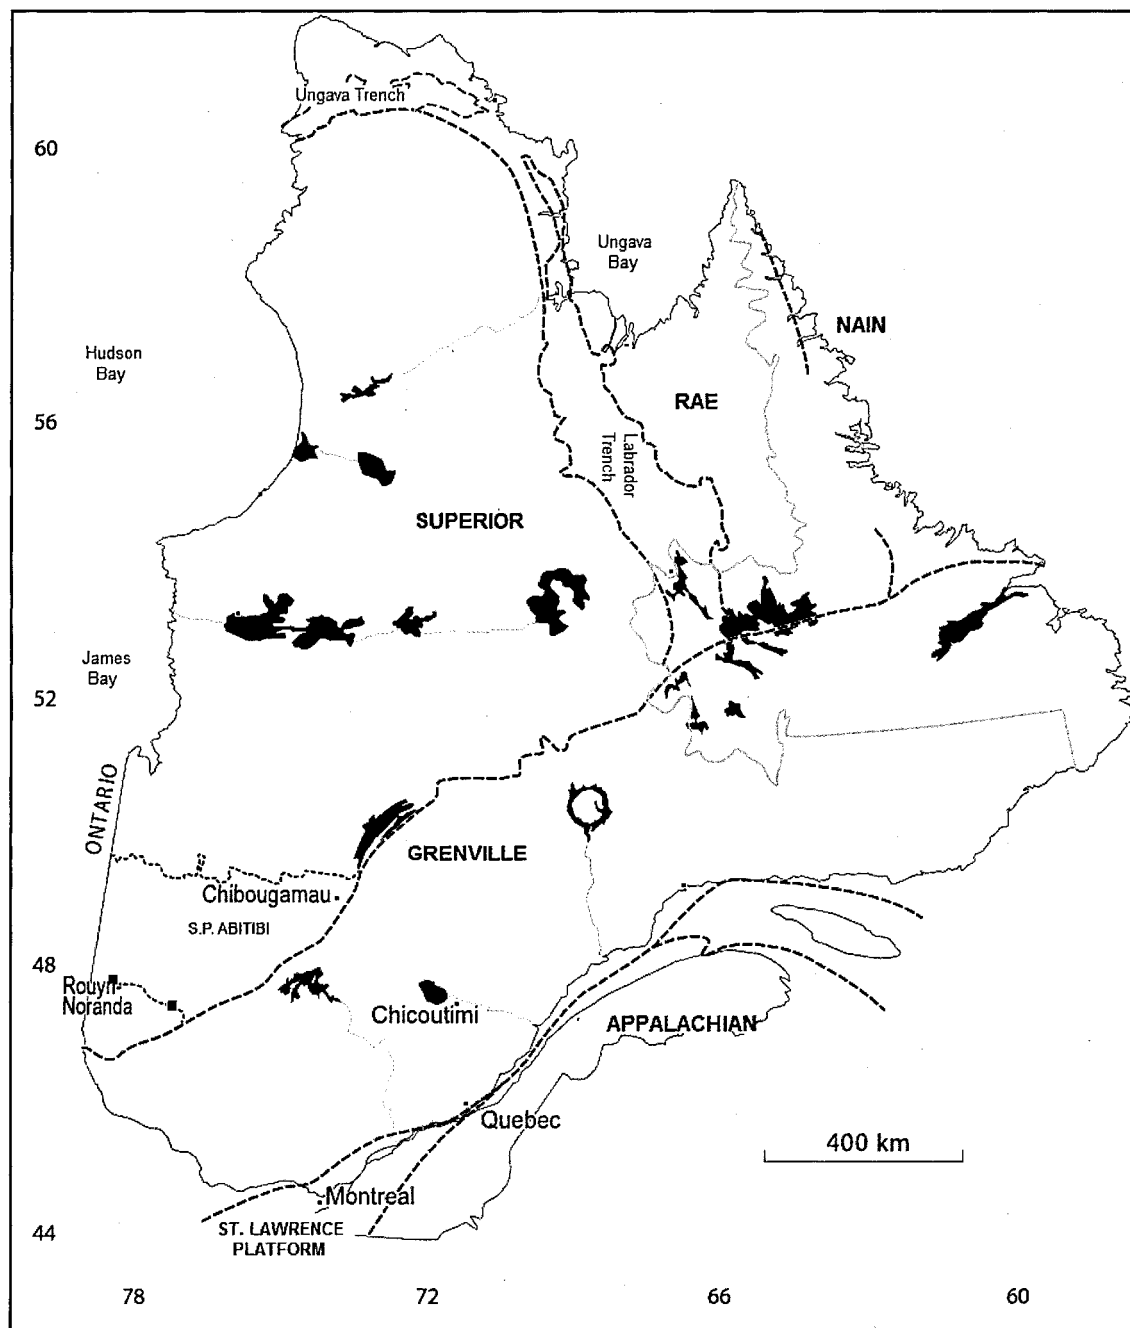 Ungava Trench
60
Ungava
Bay
NAIN
Hudson
Bay
RAE
56
Labrador
Trench
SUPERIOR
James
Bay
52
ONTARIO
GRENVILLE
Chibougamau
S.P. ABITIBI
48
Rouyn-
Noranda
Chicoutimi
APPALACHIAN
Quebec
400 km
Montreal
ST. LAWRENCE
PLATFORM
44
78
72
66
60